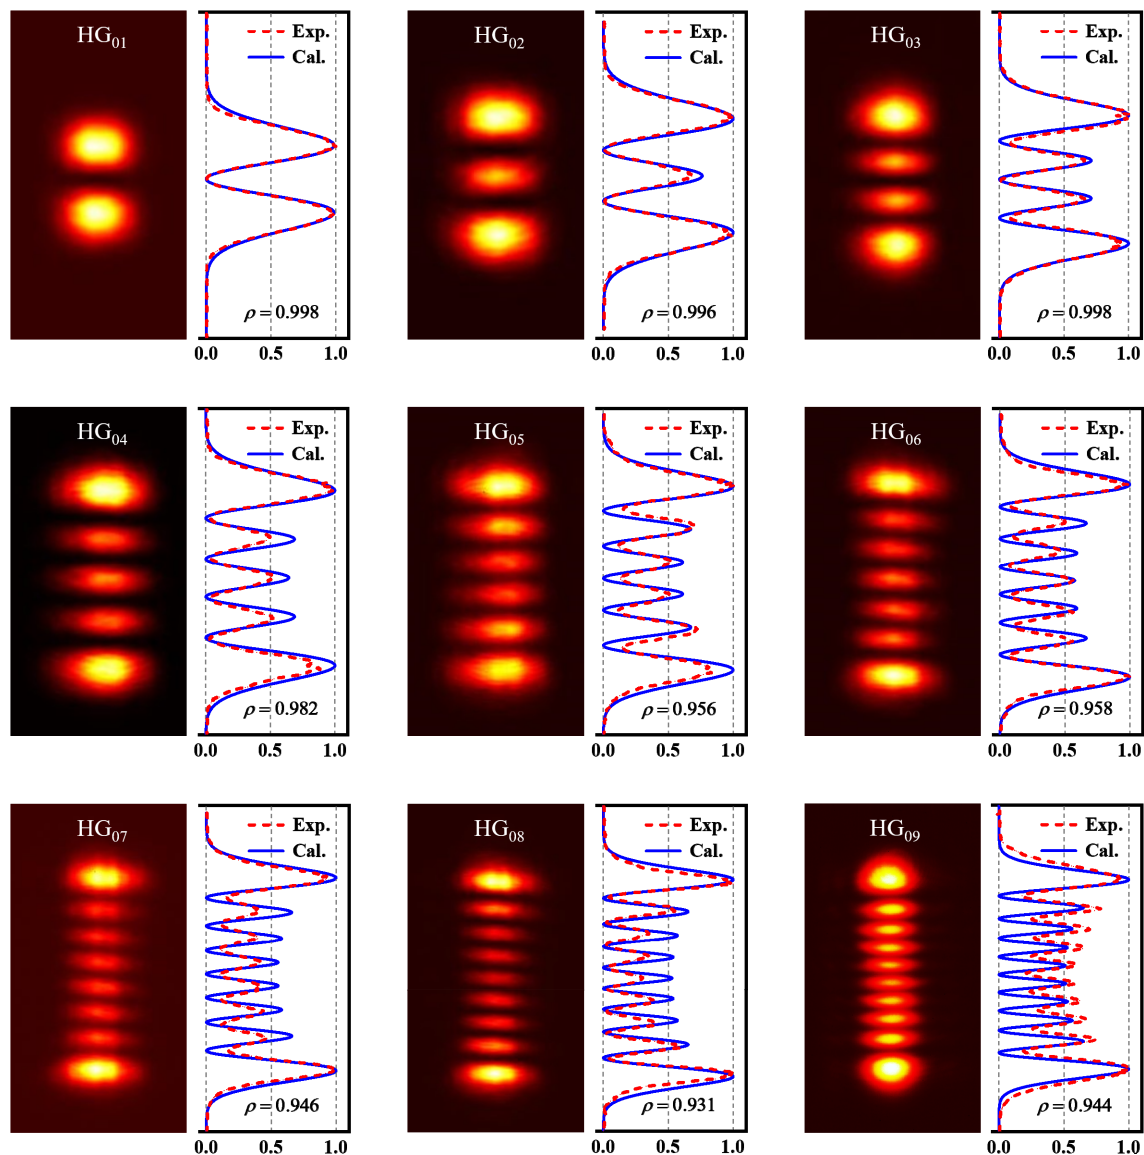 HG₀₁
Exp.
Cal.
ρ = 0.998
0.0 0.5 1.0
HG₀₂
Exp.
Cal.
ρ = 0.996
0.0 0.5 1.0
HG₀₃
Exp.
Cal.
ρ = 0.998
0.0 0.5 1.0
HG₀₄
Exp.
Cal.
ρ = 0.982
0.0 0.5 1.0
HG₀₅
Exp.
Cal.
ρ = 0.956
0.0 0.5 1.0
HG₀₆
Exp.
Cal.
ρ = 0.958
0.0 0.5 1.0
HG₀₇
Exp.
Cal.
ρ = 0.946
0.0 0.5 1.0
HG₀₈
Exp.
Cal.
ρ = 0.931
0.0 0.5 1.0
HG₀₉
Exp.
Cal.
ρ = 0.944
0.0 0.5 1.0